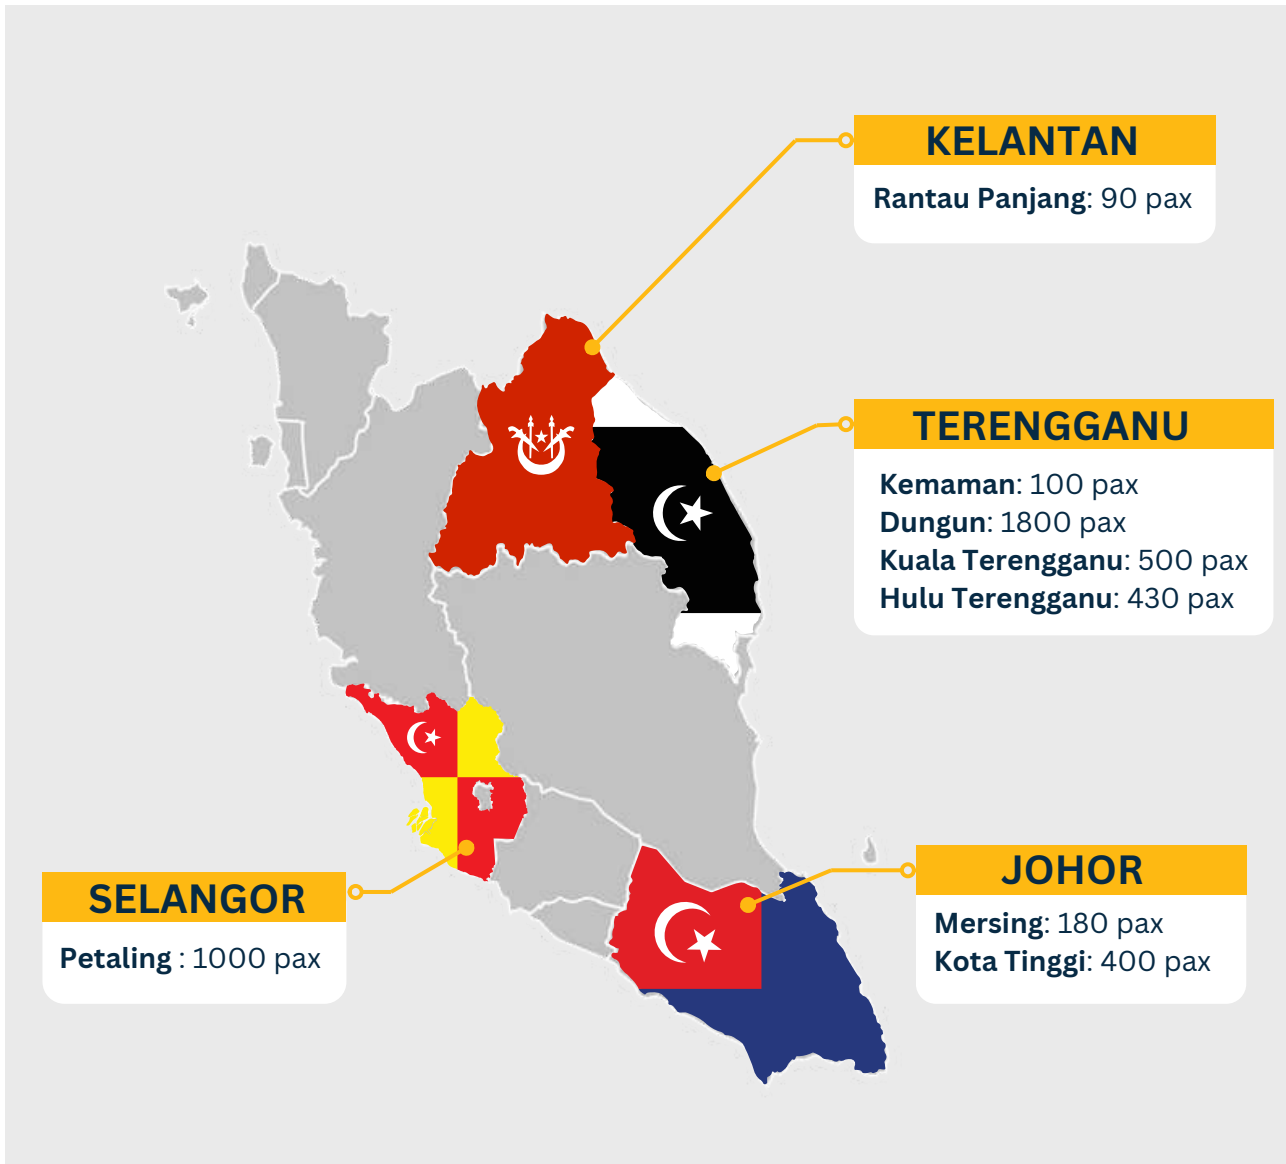 KELANTAN
Rantau Panjang: 90 pax
TERENGGANU
Kemaman: 100 pax
Dungun: 1800 pax
Kuala Terengganu: 500 pax
Hulu Terengganu: 430 pax
SELANGOR
Petaling : 1000 pax
JOHOR
Mersing: 180 pax
Kota Tinggi: 400 pax